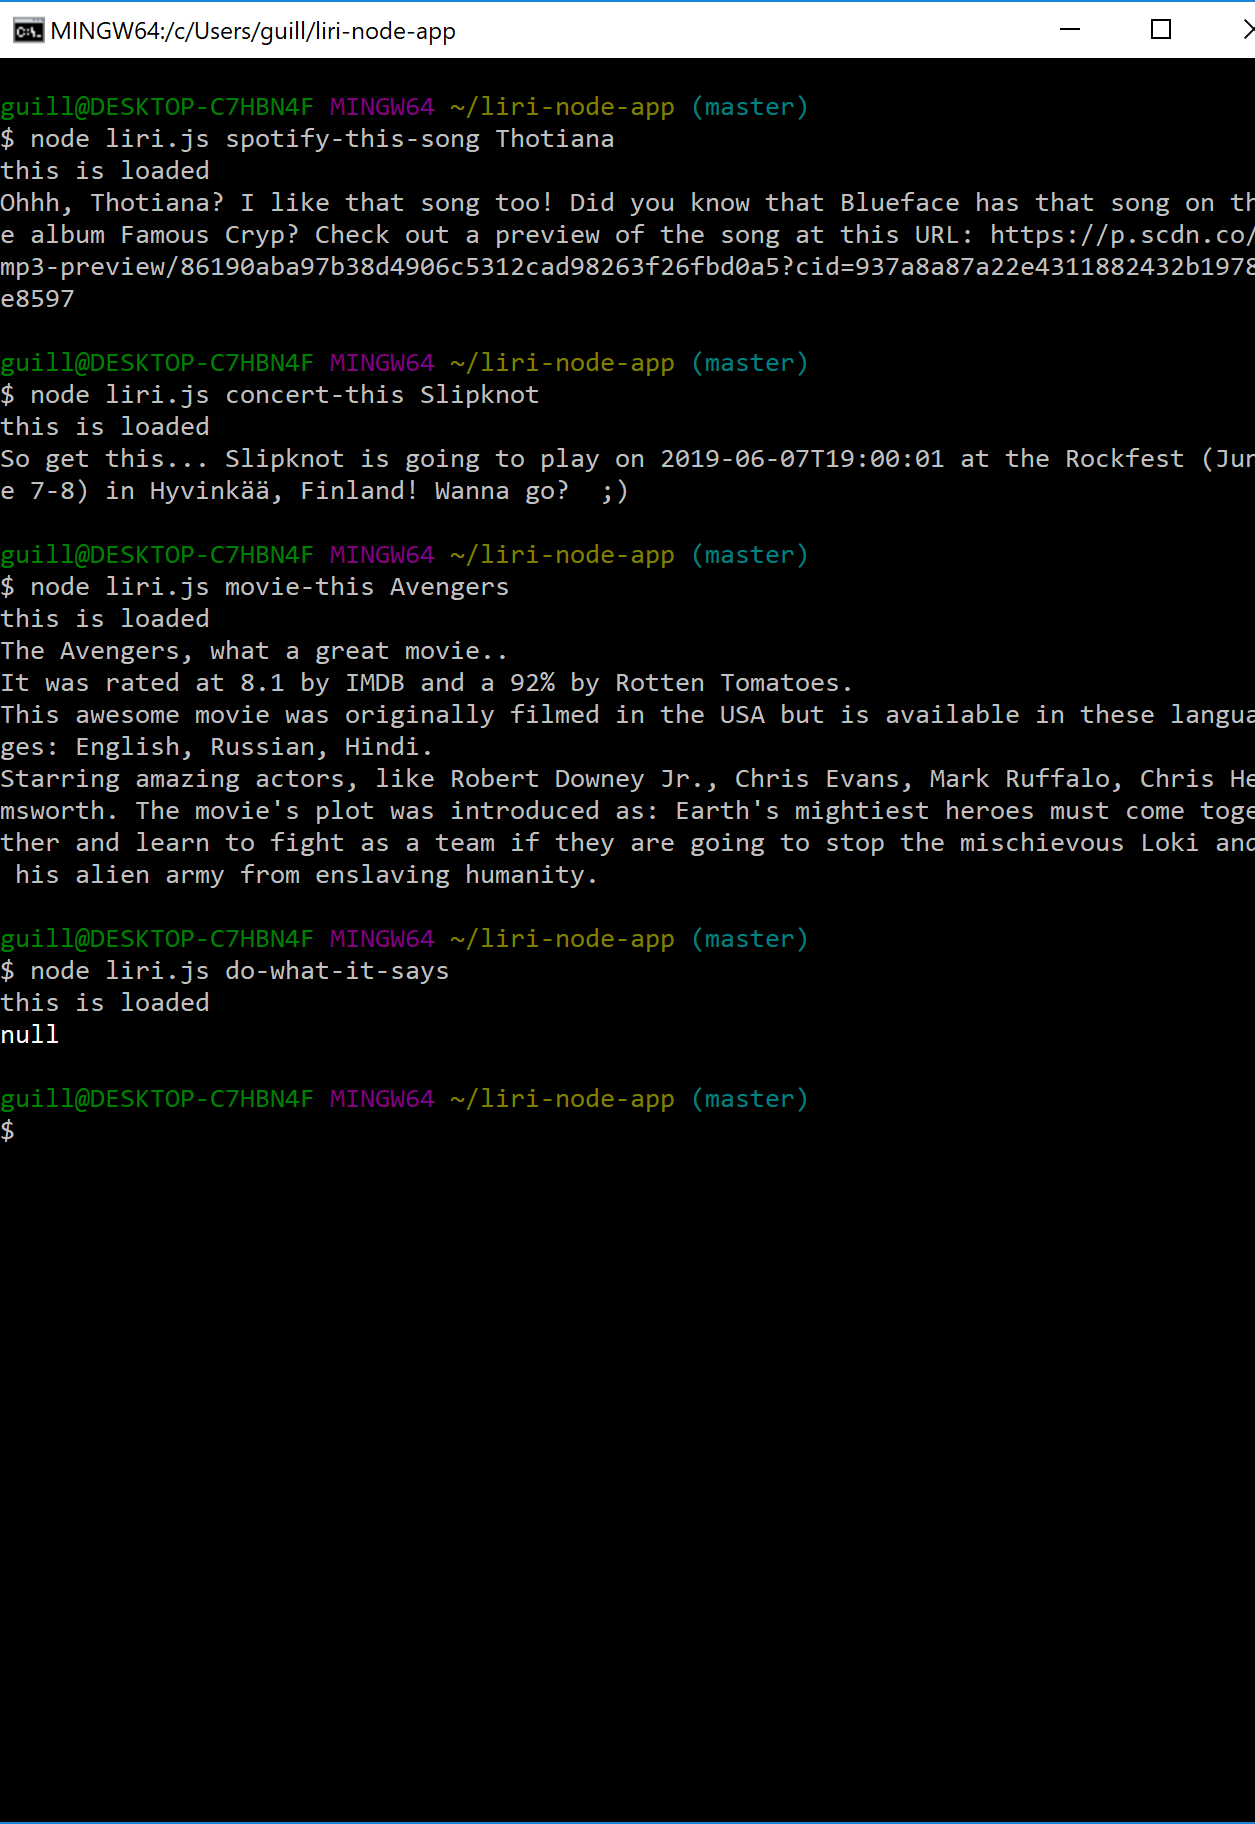 MINGW64:/c/Users/guill/liri-node-app
guill@DESKTOP-C7HBN4F MINGW64 ~/liri-node-app (master)
$ node liri.js spotify-this-song Thotiana
this is loaded
Ohhh, Thotiana? I like that song too! Did you know that Blueface has that song on th
e album Famous Cryp? Check out a preview of the song at this URL: https://p.scdn.co/
mp3-preview/86190aba97b38d4906c5312cad98263f26fbd0a5?cid=937a8a87a22e4311882432b1978
e8597
guill@DESKTOP-C7HBN4F MINGW64 ~/liri-node-app (master)
$ node liri.js concert-this Slipknot
this is loaded
So get this... Slipknot is going to play on 2019-06-07T19:00:01 at the Rockfest (Jun
e 7-8) in Hyvinkää, Finland! Wanna go?  ;)
guill@DESKTOP-C7HBN4F MINGW64 ~/liri-node-app (master)
$ node liri.js movie-this Avengers
this is loaded
The Avengers, what a great movie..
It was rated at 8.1 by IMDB and a 92% by Rotten Tomatoes.
This awesome movie was originally filmed in the USA but is available in these langua
ges: English, Russian, Hindi.
Starring amazing actors, like Robert Downey Jr., Chris Evans, Mark Ruffalo, Chris He
msworth. The movie's plot was introduced as: Earth's mightiest heroes must come toge
ther and learn to fight as a team if they are going to stop the mischievous Loki and
 his alien army from enslaving humanity.
guill@DESKTOP-C7HBN4F MINGW64 ~/liri-node-app (master)
$ node liri.js do-what-it-says
this is loaded
null
guill@DESKTOP-C7HBN4F MINGW64 ~/liri-node-app (master)
$